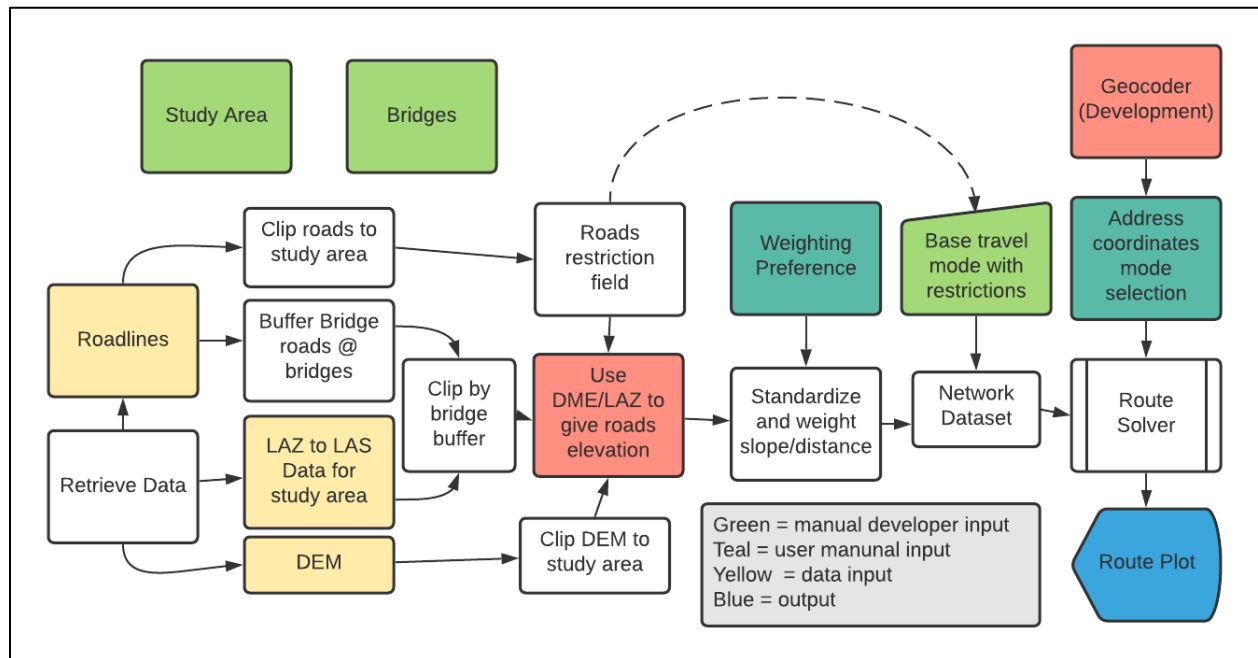 Study Area
Bridges
Geocoder
(Development)
Clip roads to
study area
Roads
restriction
field
Weighting
Preference
Base travel
mode with
restrictions
Address
coordinates
mode
selection
Roadlines
Buffer Bridge
roads @
bridges
Clip by
bridge
buffer
Use
DME/LAZ to
give roads
elevation
Standardize
and weight
slope/distance
Network
Dataset
Route
Solver
Retrieve Data
LAZ to LAS
Data for
study area
DEM
Clip DEM to
study area
Green = manual developer input
Teal = user manunal input
Yellow  = data input
Blue = output
Route Plot